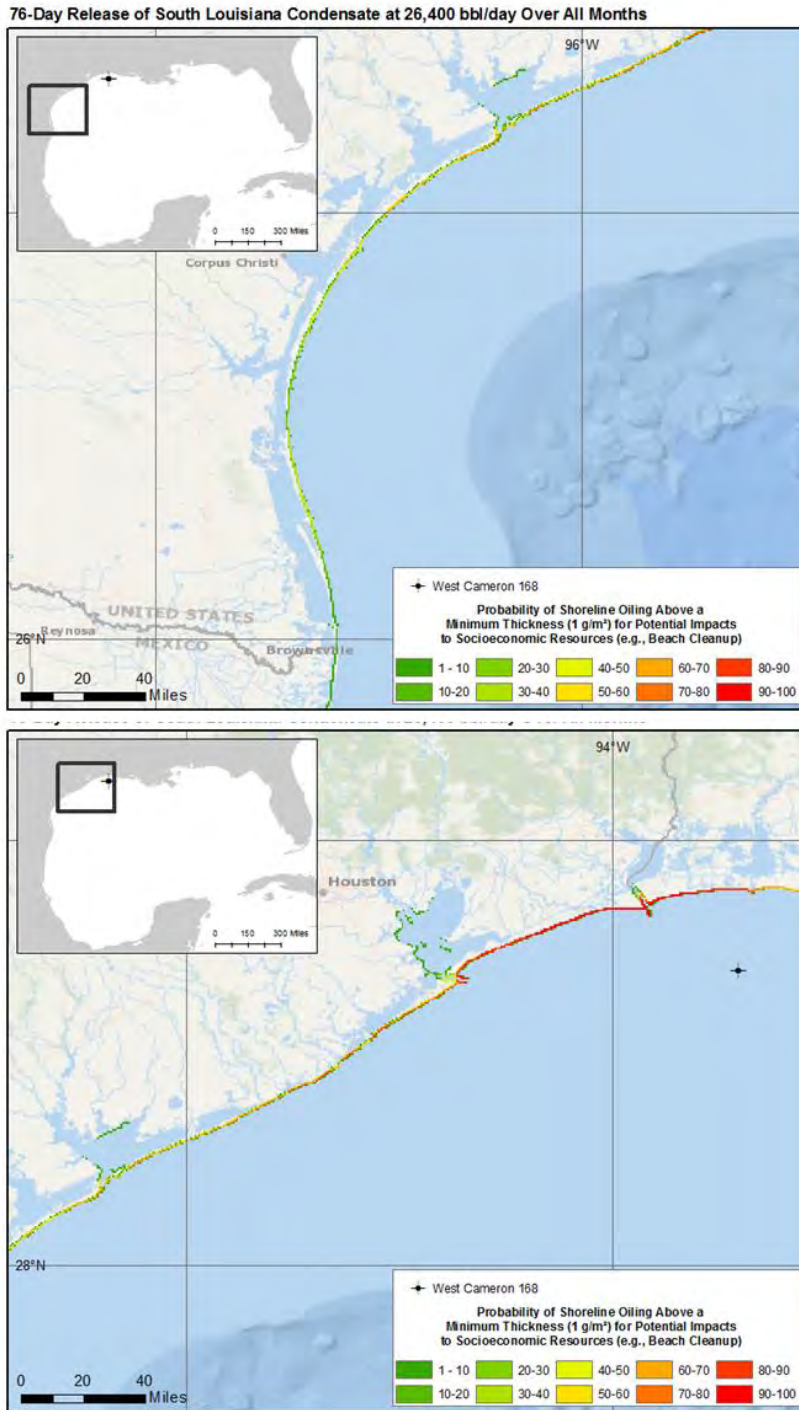 76-Day Release of South Louisiana Condensate at 26,400 bbl/day Over All Months
96°W
0 150 300 Miles
Corpus Christi
UNITED STATES
MEXICO
Reynosa
Brownsville
0 20 40
Miles
West Cameron 168
Probability of Shoreline Oiling Above a
Minimum Thickness (1 g/m²) for Potential Impacts
to Socioeconomic Resources (e.g., Beach Cleanup)
1 - 10 20-30 40-50 60-70 80-90
10-20 30-40 50-60 70-80 90-100
26°N
94°W
0 150 300 Miles
Houston
28°N
0 20 40
Miles
West Cameron 168
Probability of Shoreline Oiling Above a
Minimum Thickness (1 g/m²) for Potential Impacts
to Socioeconomic Resources (e.g., Beach Cleanup)
1 - 10 20-30 40-50 60-70 80-90
10-20 30-40 50-60 70-80 90-100